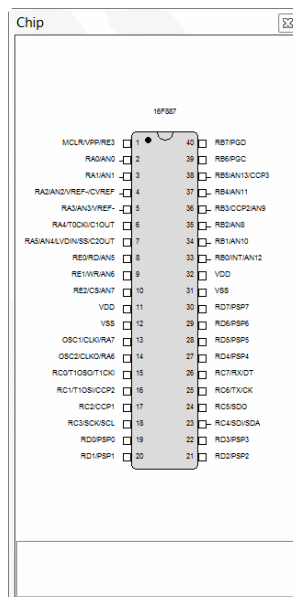 Chip
16F887
MCLR/VPP/RE3 1 40 RB7/PGD
RA0/AN0 2 39 RB6/PGC
RA1/AN1 3 38 RB5/AN13/CCP3
RA2/AN2/VREF-/CVREF 4 37 RB4/AN11
RA3/AN3/VREF- 5 36 RB3/CCP2/AN9
RA4/T0CKI/C1OUT 6 35 RB2/AN8
RA5/AN4/LVDIN/SS/C2OUT 7 34 RB1/AN10
RE0/RD/AN5 8 33 RB0/INT/AN12
RE1/WR/AN6 9 32 VDD
RE2/CS/AN7 10 31 VSS
VDD 11 30 RD7/PSP7
VSS 12 29 RD6/PSP6
OSC1/CLKI/RA7 13 28 RD5/PSP5
OSC2/CLKO/RA6 14 27 RD4/PSP4
RC0/T1OSO/T1CKI 15 26 RC7/RX/DT
RC1/T1OSI/CCP2 16 25 RC6/TX/CK
RC2/CCP1 17 24 RC5/SDO
RC3/SCK/SCL 18 23 RC4/SDI/SDA
RD0/PSP0 19 22 RD3/PSP3
RD1/PSP1 20 21 RD2/PSP2